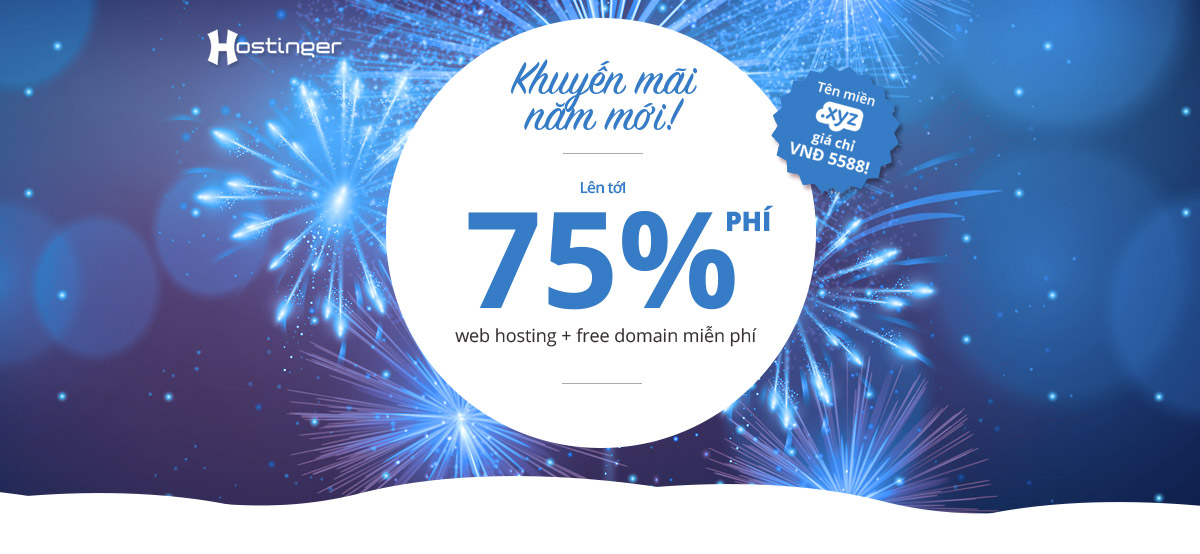 Hostinger
Khuyến mãi
năm mới!
Lên tới
75% PHÍ
web hosting + free domain miễn phí
Tên miền
.xyz
giá chỉ
VNĐ 5588!